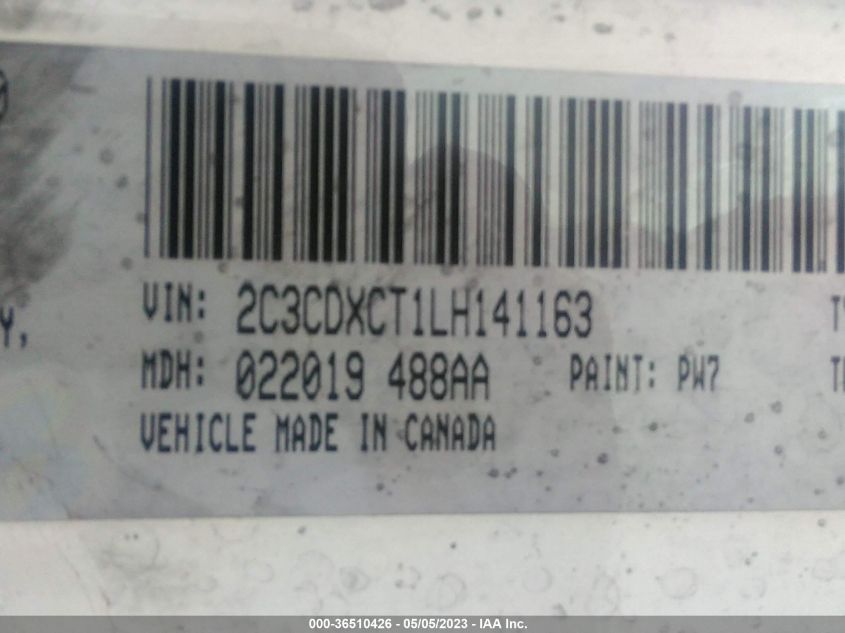 VIN: 2C3CDXCT1LH141163
MDH: 022019 488AA PAINT: PW7
VEHICLE MADE IN CANADA
000-36510426 - 05/05/2023 - IAA Inc.